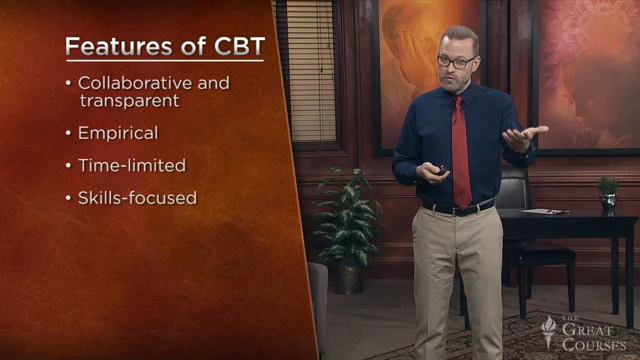 Features of CBT
• Collaborative and
transparent
• Empirical
• Time-limited
• Skills-focused
THE
GREAT
COURSES